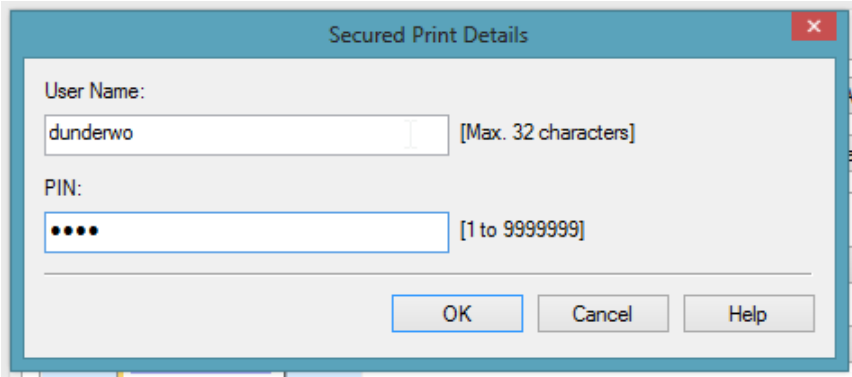 Secured Print Details
User Name:
dunderwo [Max. 32 characters]
PIN:
•••• [1 to 9999999]
OK Cancel Help